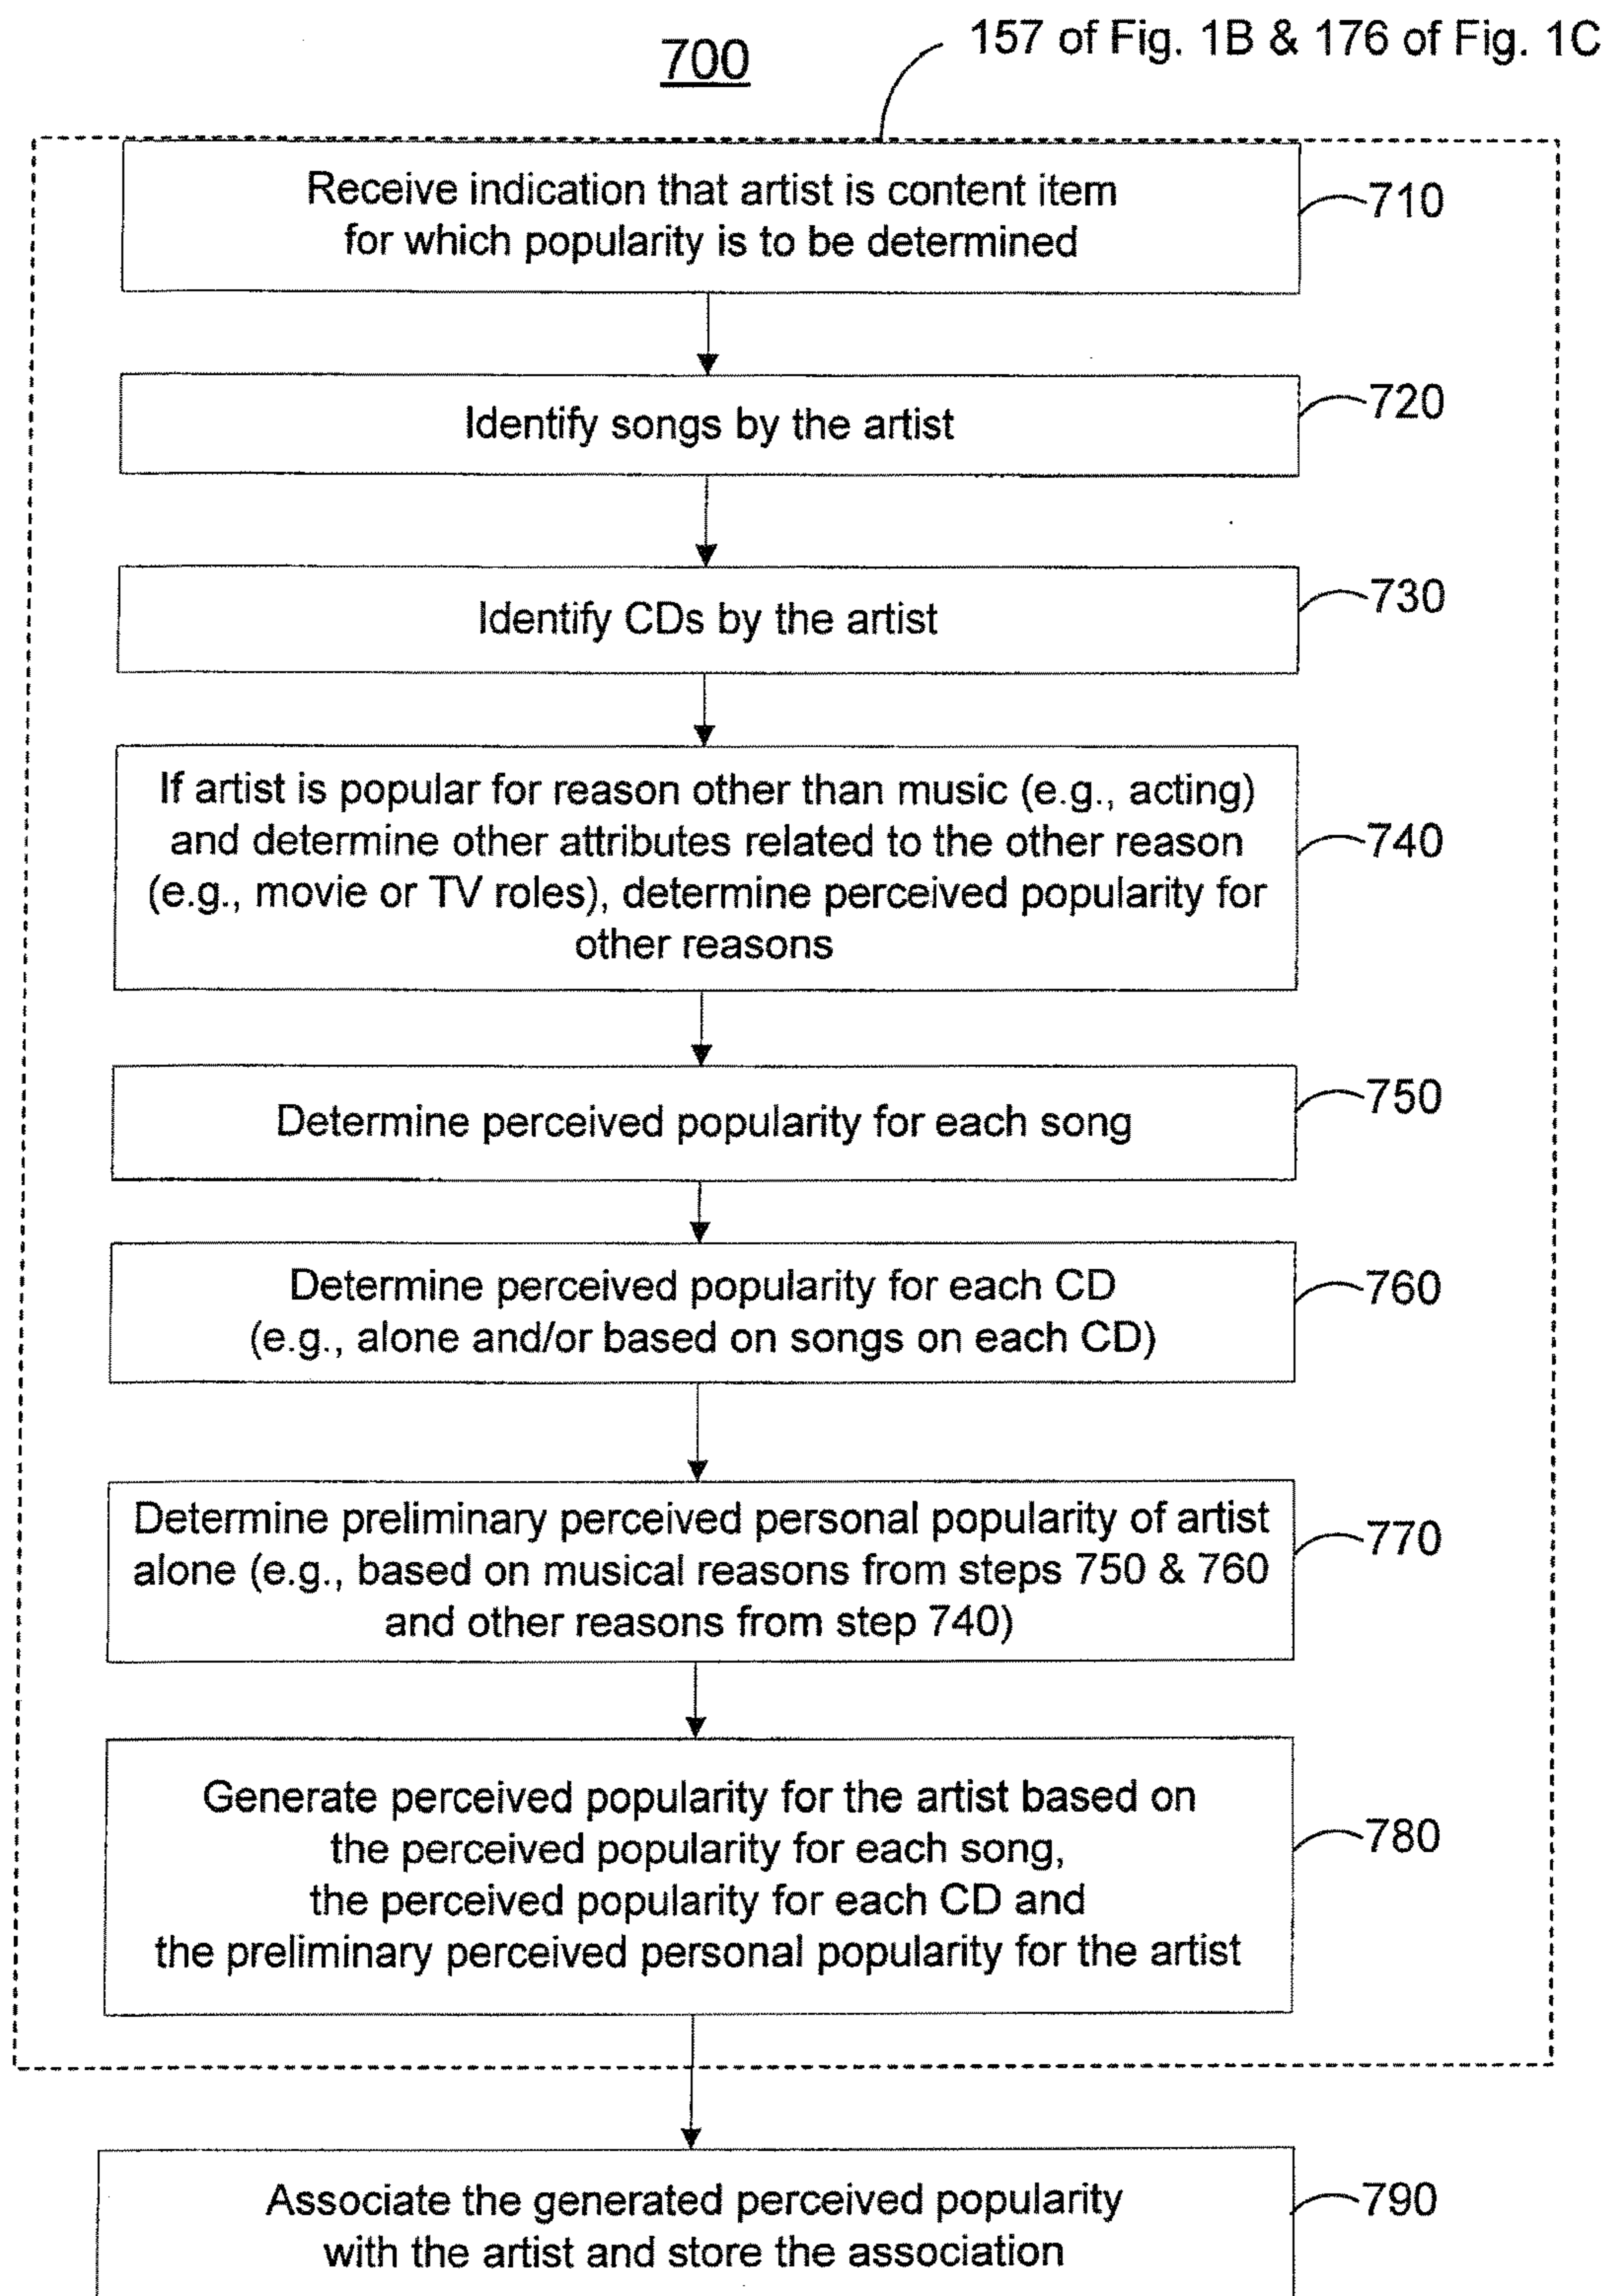 700
157 of Fig. 1B & 176 of Fig. 1C
Receive indication that artist is content item
for which popularity is to be determined
710
Identify songs by the artist
720
Identify CDs by the artist
730
If artist is popular for reason other than music (e.g., acting)
and determine other attributes related to the other reason
(e.g., movie or TV roles), determine perceived popularity for
other reasons
740
Determine perceived popularity for each song
750
Determine perceived popularity for each CD
(e.g., alone and/or based on songs on each CD)
760
Determine preliminary perceived personal popularity of artist
alone (e.g., based on musical reasons from steps 750 & 760
and other reasons from step 740)
770
Generate perceived popularity for the artist based on
the perceived popularity for each song,
the perceived popularity for each CD and
the preliminary perceived personal popularity for the artist
780
Associate the generated perceived popularity
with the artist and store the association
790